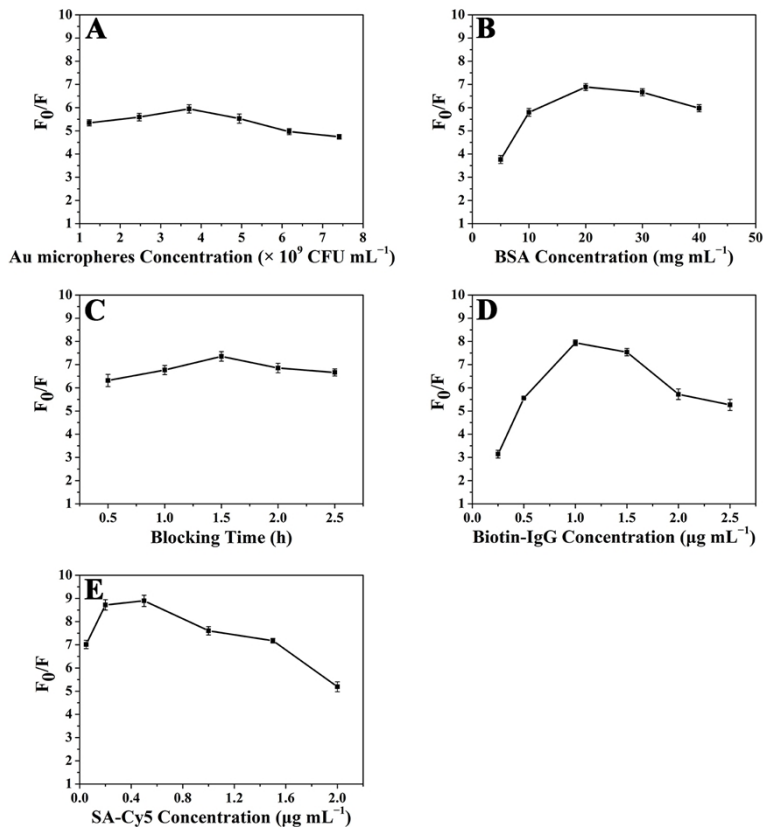 A
10
9
8
7
6
5
4
3
2
1
F0/F
1 2 3 4 5 6 7 8
Au micropheres Concentration (× 10⁹ CFU mL⁻¹)
B
10
9
8
7
6
5
4
3
2
1
F0/F
0 10 20 30 40 50
BSA Concentration (mg mL⁻¹)
C
10
9
8
7
6
5
4
3
2
1
F0/F
0.5 1.0 1.5 2.0 2.5
Blocking Time (h)
D
10
9
8
7
6
5
4
3
2
1
F0/F
0.0 0.5 1.0 1.5 2.0 2.5
Biotin-IgG Concentration (µg mL⁻¹)
E
10
9
8
7
6
5
4
3
2
1
F0/F
0.0 0.4 0.8 1.2 1.6 2.0
SA-Cy5 Concentration (µg mL⁻¹)